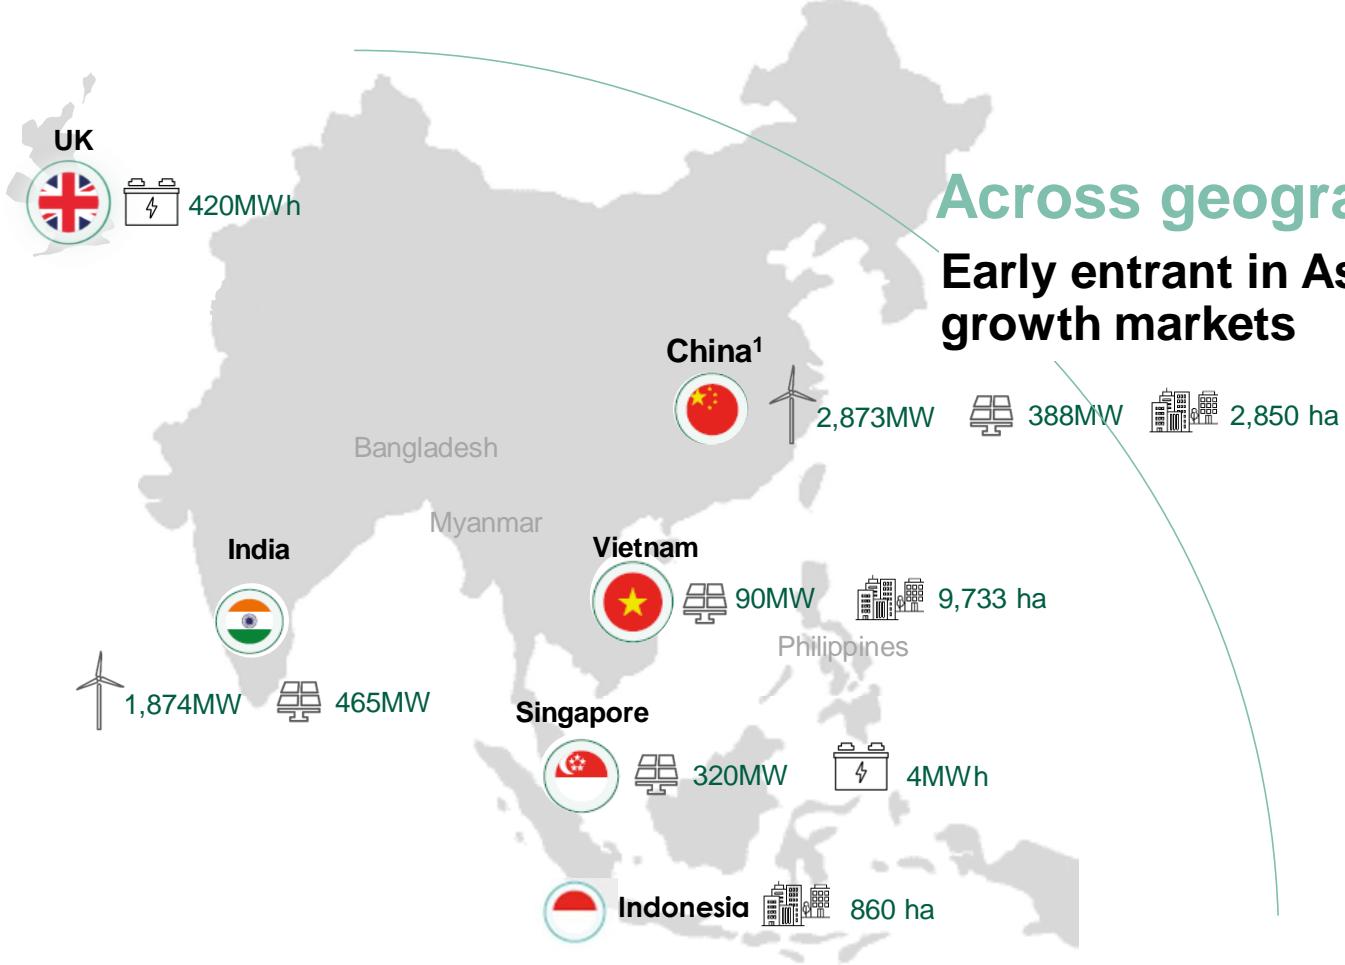 UK
420MWh
Across geogra
Early entrant in As
growth markets
China¹
2,873MW
388MW
2,850 ha
Bangladesh
Myanmar
India
Vietnam
90MW
9,733 ha
Philippines
1,874MW
465MW
Singapore
320MW
4MWh
Indonesia
860 ha